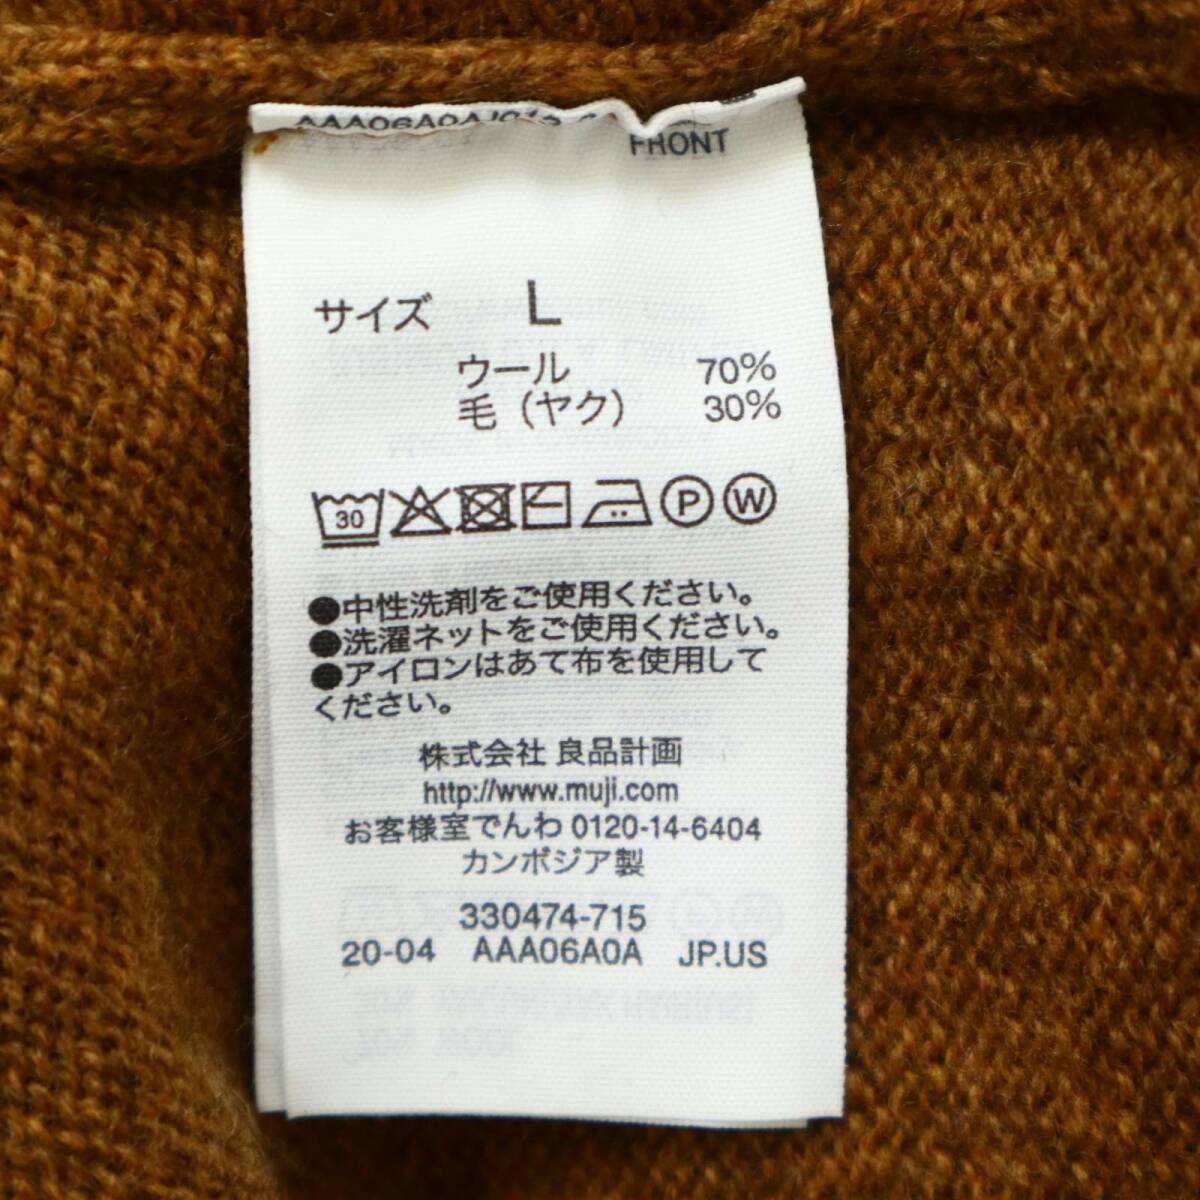 FRONT
サイズ L
ウール 70%
毛（ヤク） 30%
30 P W
●中性洗剤をご使用ください。
●洗濯ネットをご使用ください。
●アイロンはあて布を使用して
ください。
株式会社 良品計画
http://www.muji.com
お客様室でんわ 0120-14-6404
カンボジア製
330474-715
20-04 AAA06A0A JP.US